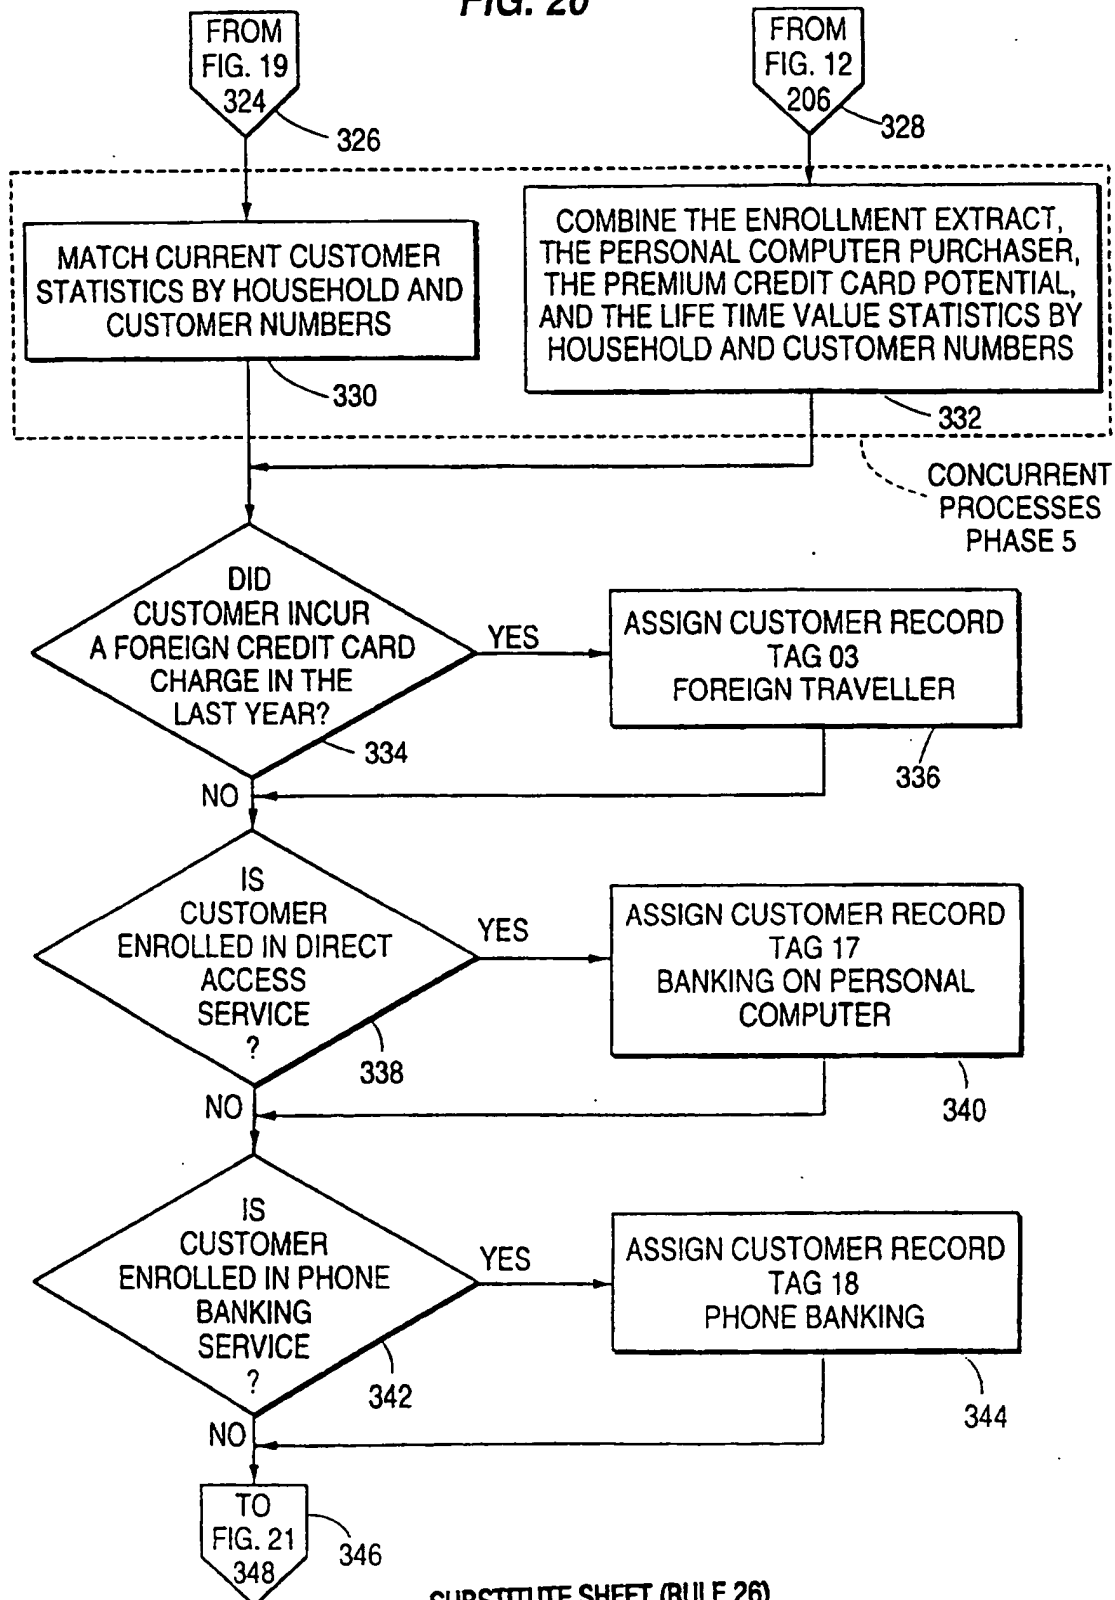 FIG. 20
FROM
FIG. 19
324
326
FROM
FIG. 12
206
328
MATCH CURRENT CUSTOMER
STATISTICS BY HOUSEHOLD AND
CUSTOMER NUMBERS
330
COMBINE THE ENROLLMENT EXTRACT,
THE PERSONAL COMPUTER PURCHASER,
THE PREMIUM CREDIT CARD POTENTIAL,
AND THE LIFE TIME VALUE STATISTICS BY
HOUSEHOLD AND CUSTOMER NUMBERS
332
CONCURRENT
PROCESSES
PHASE 5
DID
CUSTOMER INCUR
A FOREIGN CREDIT CARD
CHARGE IN THE
LAST YEAR?
334
YES
ASSIGN CUSTOMER RECORD
TAG 03
FOREIGN TRAVELLER
336
NO
IS
CUSTOMER
ENROLLED IN DIRECT
ACCESS
SERVICE
?
338
YES
ASSIGN CUSTOMER RECORD
TAG 17
BANKING ON PERSONAL
COMPUTER
340
NO
IS
CUSTOMER
ENROLLED IN PHONE
BANKING
SERVICE
?
342
YES
ASSIGN CUSTOMER RECORD
TAG 18
PHONE BANKING
344
NO
TO
FIG. 21
348
346
SUBSTITUTE SHEET (RULE 26)